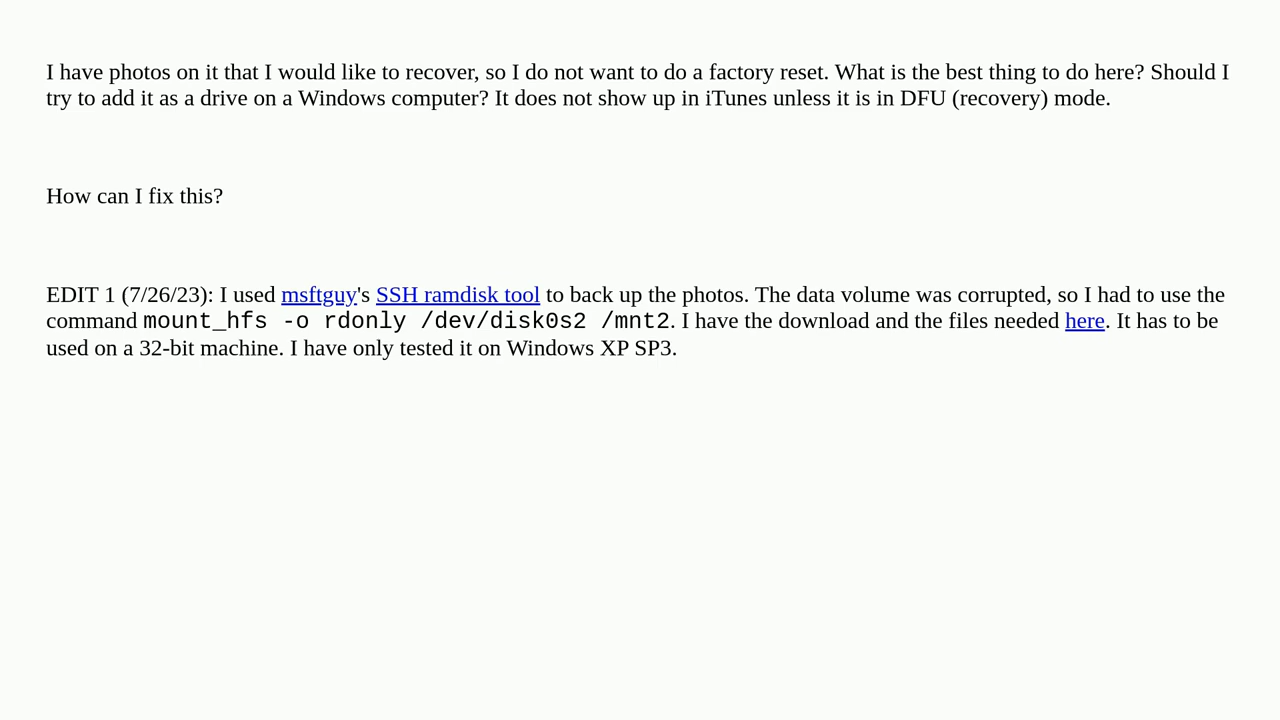 I have photos on it that I would like to recover, so I do not want to do a factory reset. What is the best thing to do here? Should I
try to add it as a drive on a Windows computer? It does not show up in iTunes unless it is in DFU (recovery) mode.
How can I fix this?
EDIT 1 (7/26/23): I used msftguy's SSH ramdisk tool to back up the photos. The data volume was corrupted, so I had to use the
command mount_hfs -o rdonly /dev/disk0s2 /mnt2. I have the download and the files needed here. It has to be
used on a 32-bit machine. I have only tested it on Windows XP SP3.